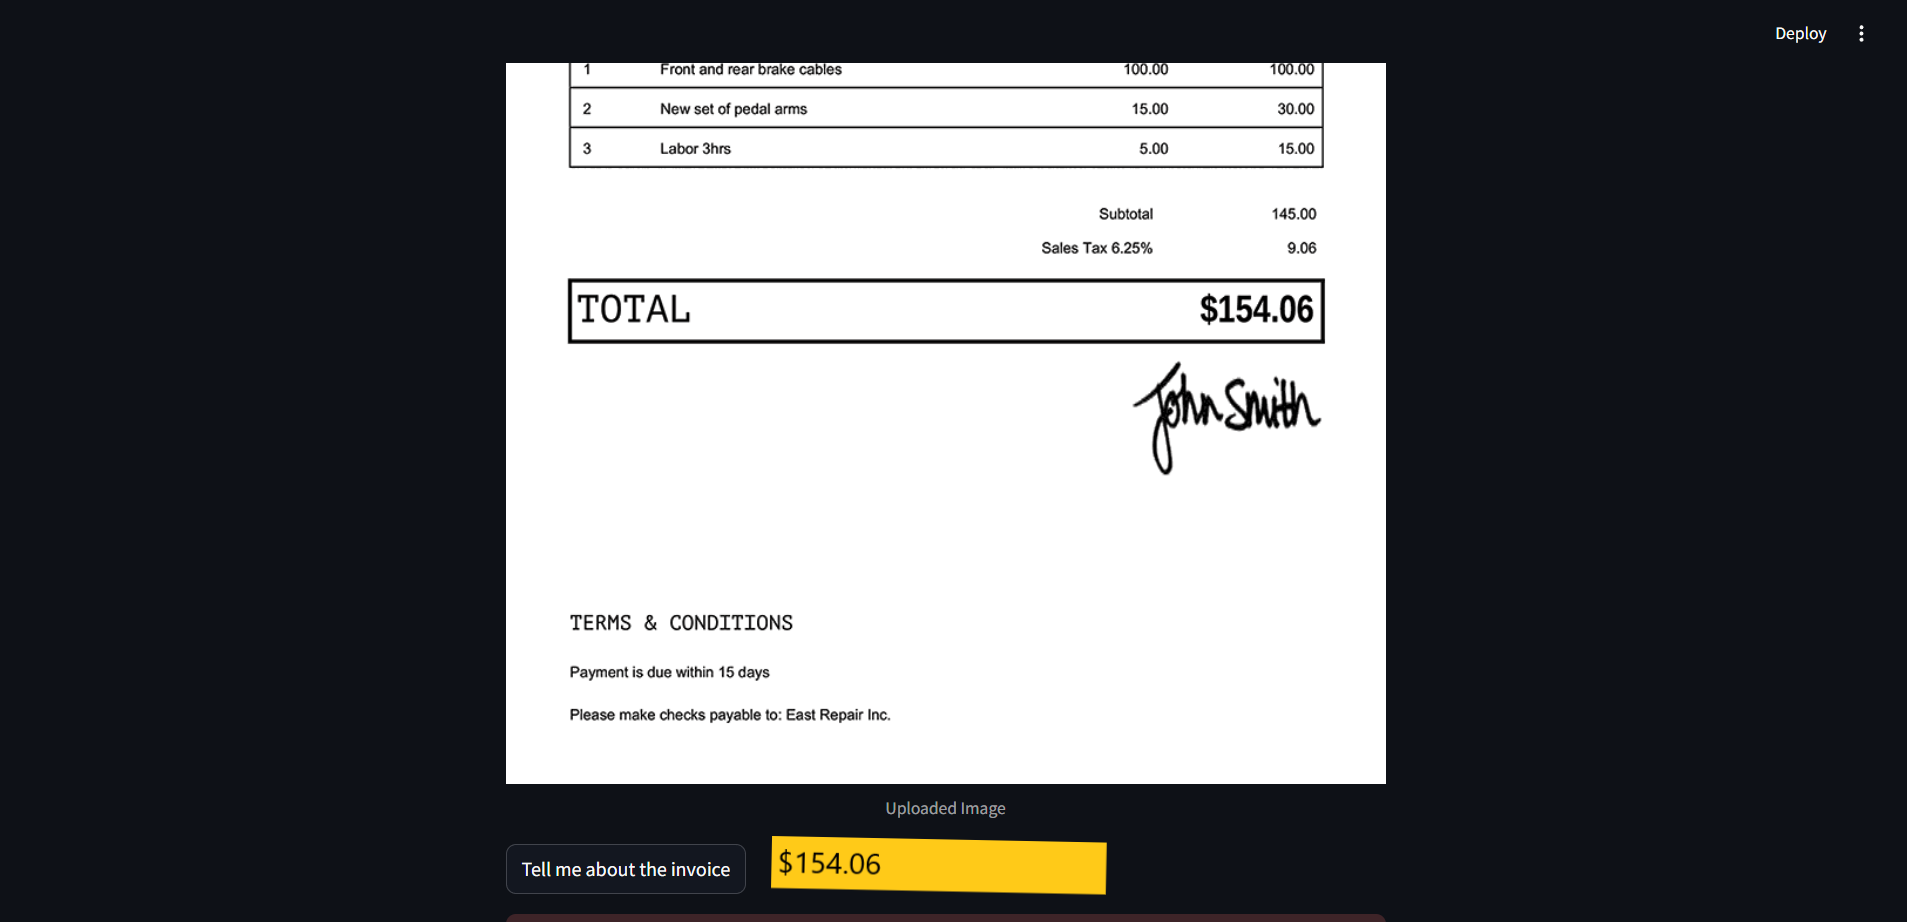 Deploy
1 Front and rear brake cables 100.00 100.00
2 New set of pedal arms 15.00 30.00
3 Labor 3hrs 5.00 15.00
Subtotal 145.00
Sales Tax 6.25% 9.06
TOTAL $154.06
John Smith
TERMS & CONDITIONS
Payment is due within 15 days
Please make checks payable to: East Repair Inc.
Uploaded Image
Tell me about the invoice
$154.06